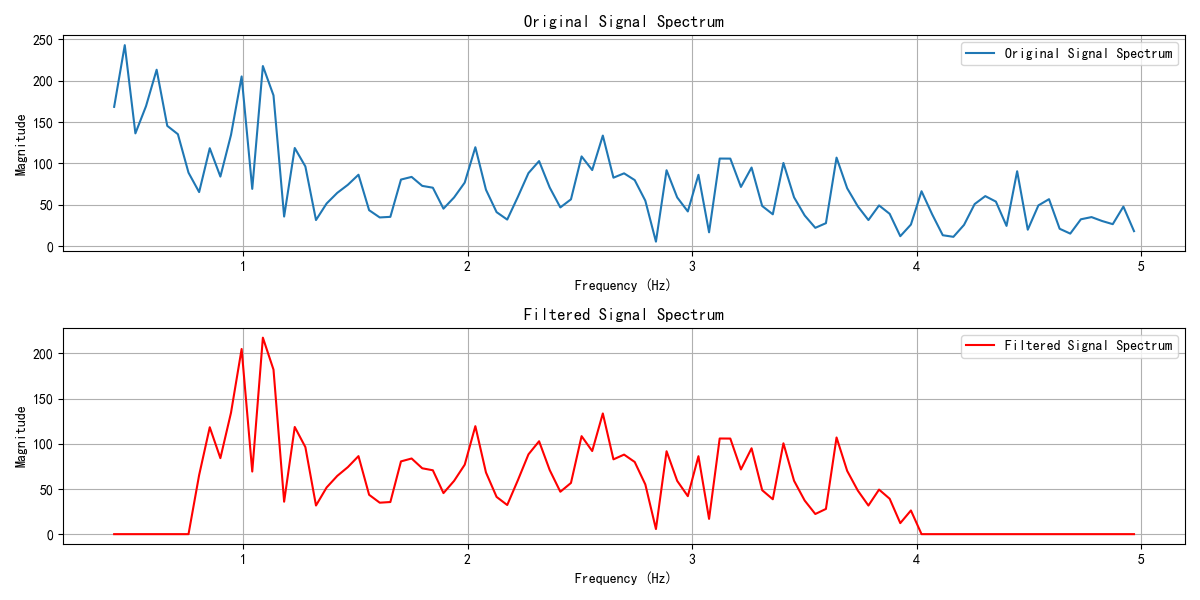 Original Signal Spectrum
250
200
150
100
50
0
Magnitude
Original Signal Spectrum
1
2
3
4
5
Frequency (Hz)
Filtered Signal Spectrum
200
150
100
50
0
Magnitude
Filtered Signal Spectrum
1
2
3
4
5
Frequency (Hz)